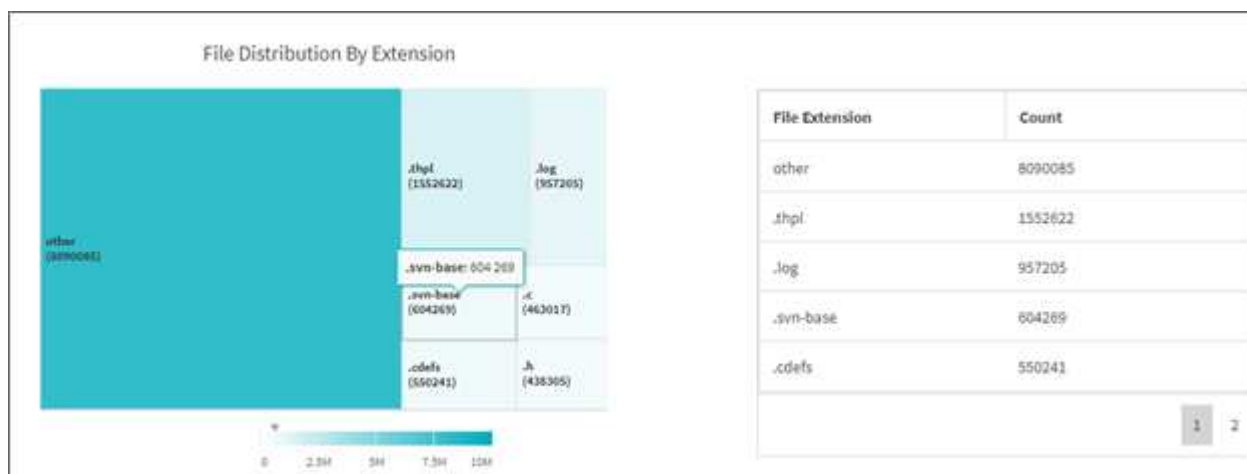 File Distribution By Extension
other
(8090085)
.thpl
(1552622)
.log
(957205)
.svn-base: 604 269
.svn-base
(604269)
.c
(463017)
.cdefs
(550241)
.h
(438305)
0 2.5M 5M 7.5M 10M
File Extension Count
other 8090085
.thpl 1552622
.log 957205
.svn-base 604269
.cdefs 550241
1 2